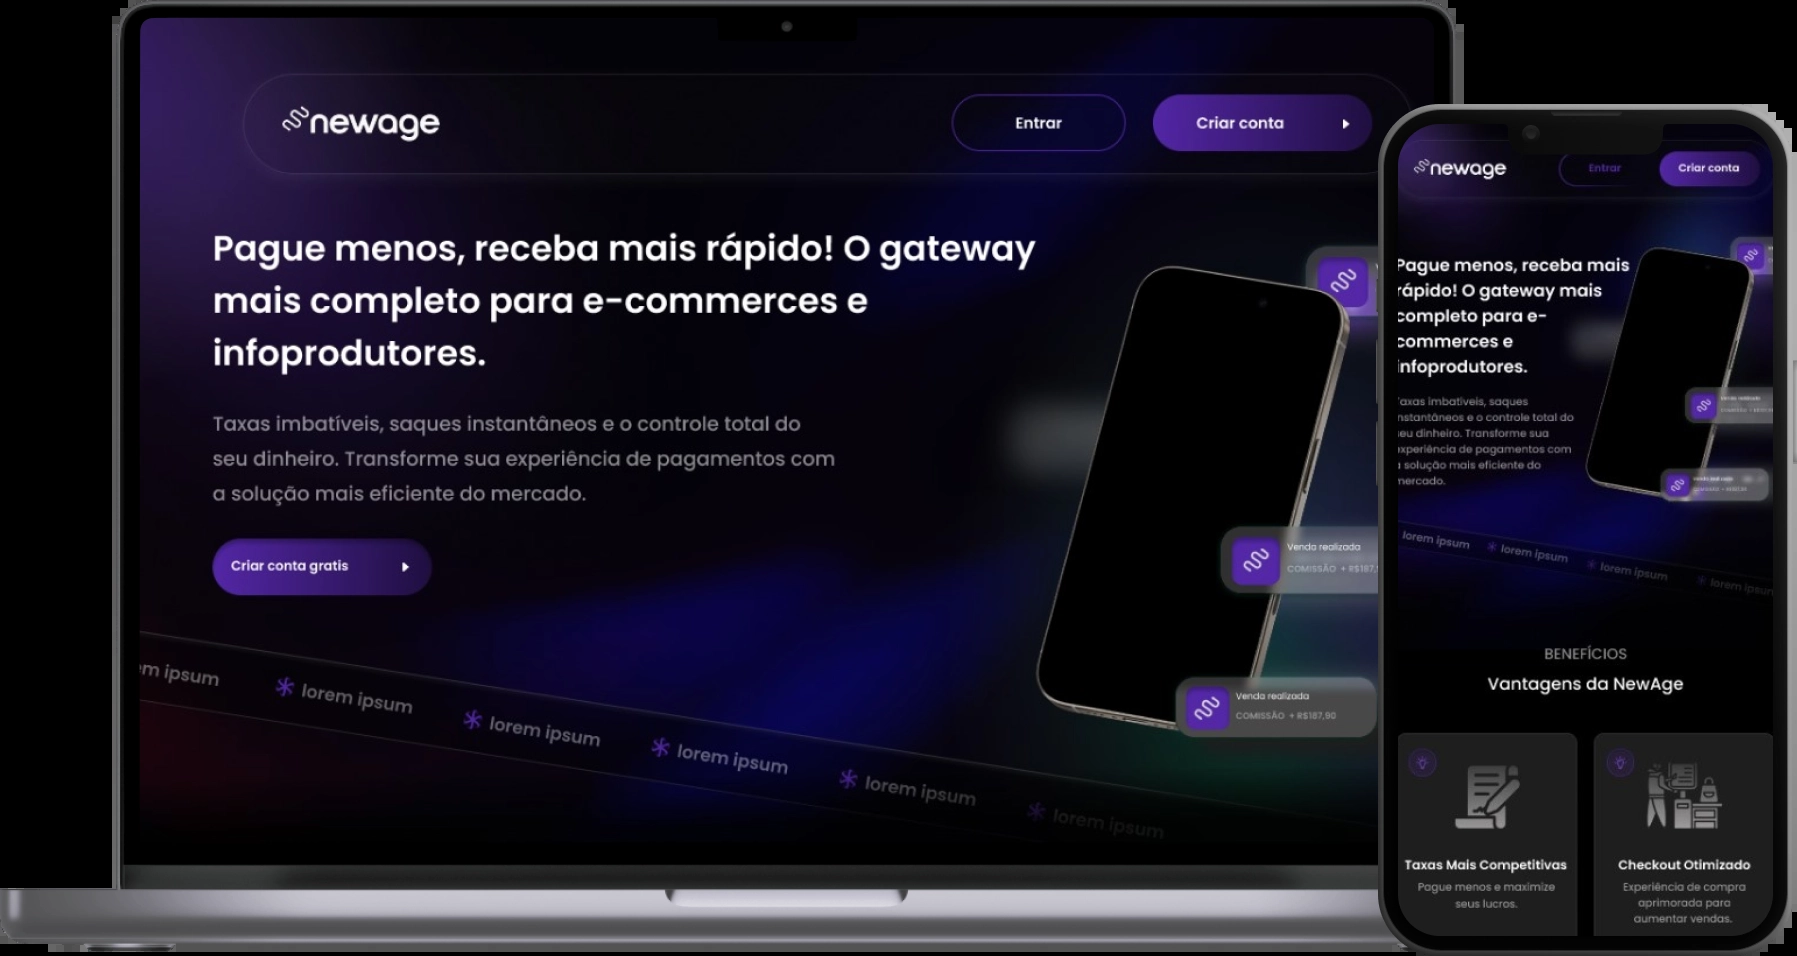 newage
Entrar
Criar conta
Pague menos, receba mais rápido! O gateway
mais completo para e-commerces e
infoprodutores.
Taxas imbatíveis, saques instantâneos e o controle total do
seu dinheiro. Transforme sua experiência de pagamentos com
a solução mais eficiente do mercado.
Criar conta gratis
Venda realizada
COMISSÃO + R$187,
Venda realizada
COMISSÃO + R$187,90
m ipsum
lorem ipsum
lorem ipsum
lorem ipsum
lorem ipsum
lorem ipsum
newage
Entrar
Criar conta
Pague menos, receba mais
rápido! O gateway mais
completo para e-
commerces e
infoprodutores.
Taxas imbatíveis, saques
instantâneos e o controle total do
seu dinheiro. Transforme sua
experiência de pagamentos com
a solução mais eficiente do
mercado.
Venda realizada
lorem ipsum
lorem ipsum
lorem ipsum
lorem ipsum
BENEFÍCIOS
Vantagens da NewAge
Taxas Mais Competitivas
Pague menos e maximize
seus lucros.
Checkout Otimizado
Experiência de compra
aprimorada para
aumentar vendas.